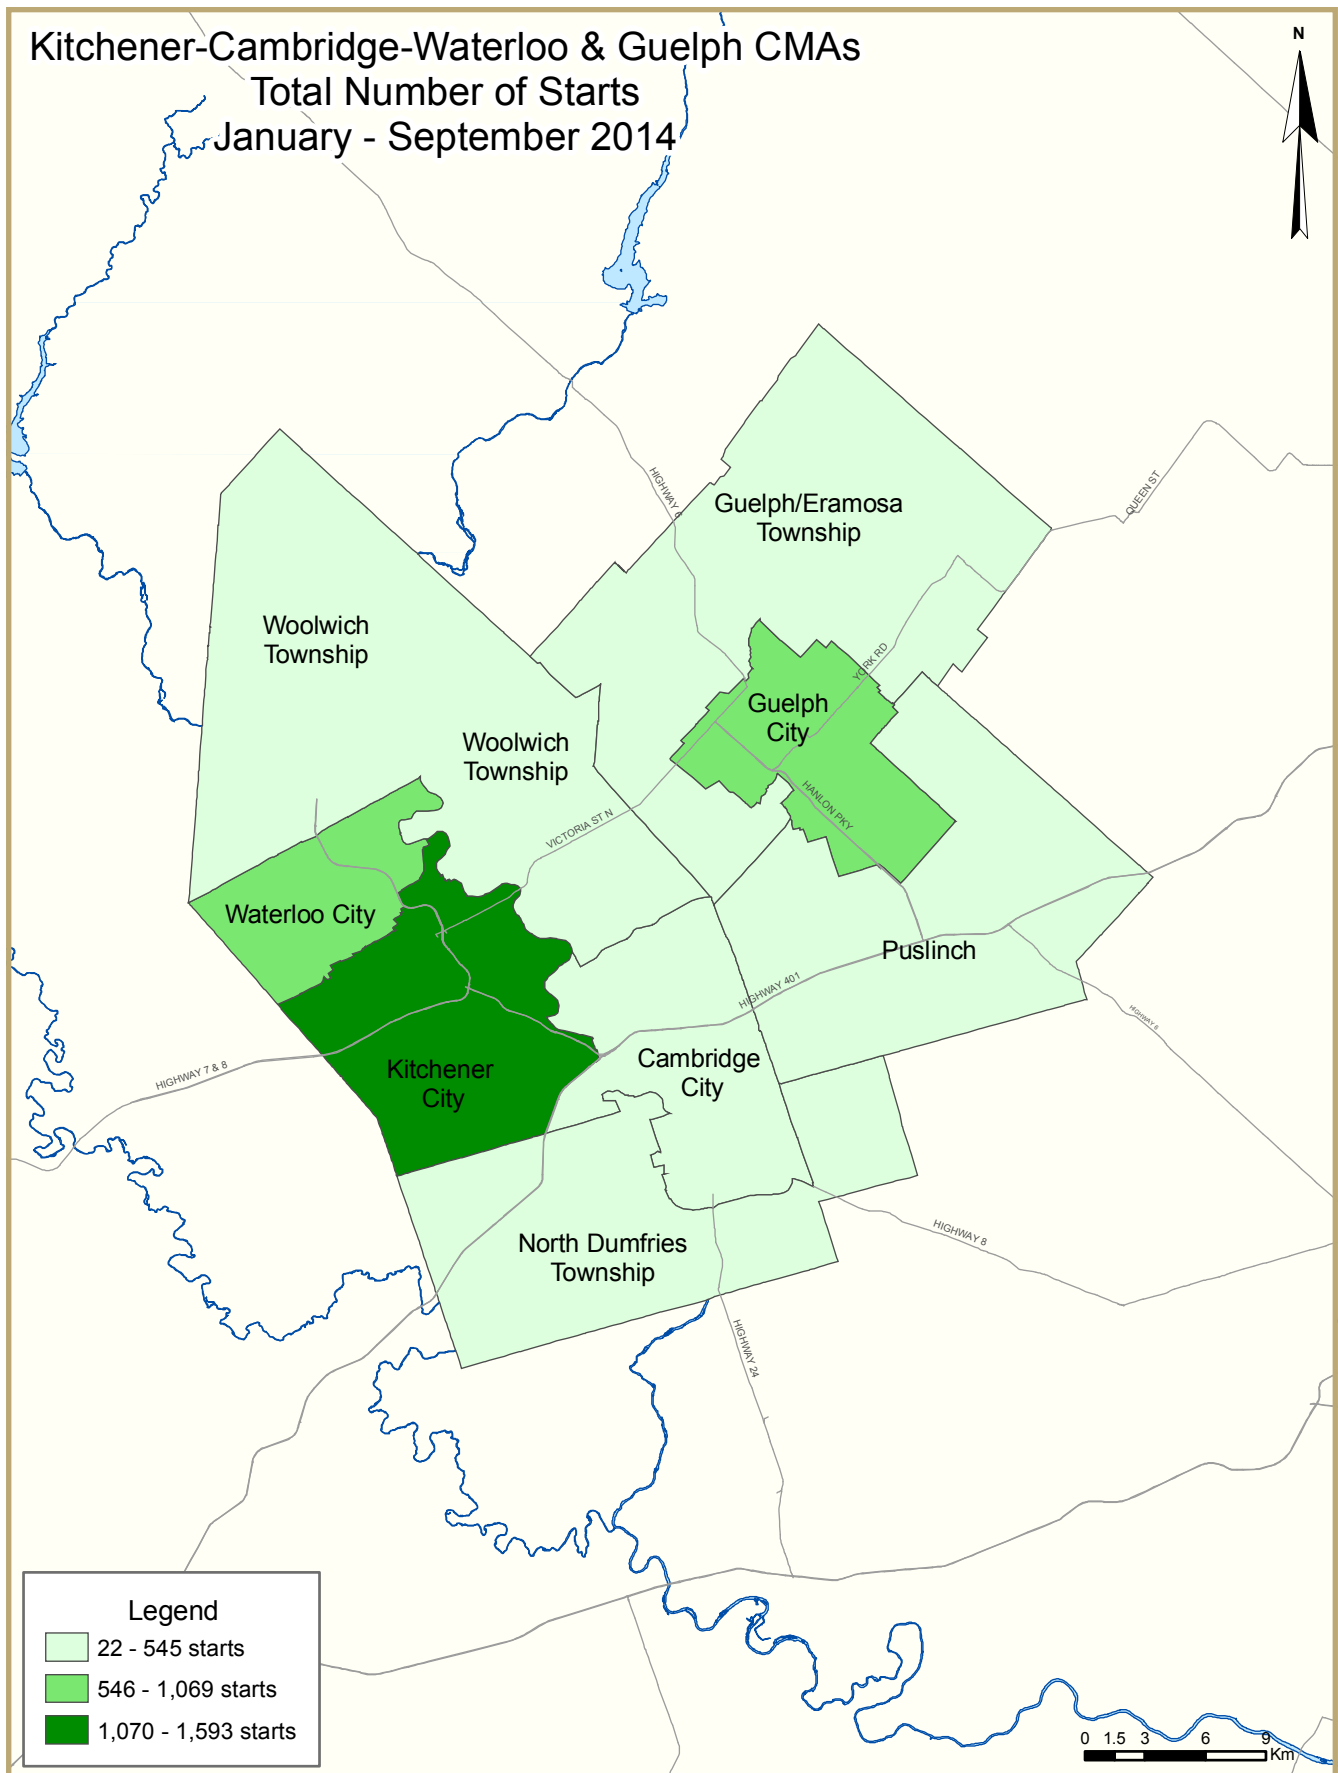 Kitchener-Cambridge-Waterloo & Guelph CMAs
Total Number of Starts
January - September 2014
N
HIGHWAY 6
Guelph/Eramosa
Township
QUEEN ST
Woolwich
Township
YORK RD
Guelph
City
Woolwich
Township
HANLON PKY
VICTORIA ST N
Waterloo City
Puslinch
HIGHWAY 401
HIGHWAY 6
Cambridge
City
Kitchener
City
HIGHWAY 7 & 8
HIGHWAY 8
North Dumfries
Township
HIGHWAY 24
Legend
22 - 545 starts
546 - 1,069 starts
1,070 - 1,593 starts
0 1.5 3 6 9
Km